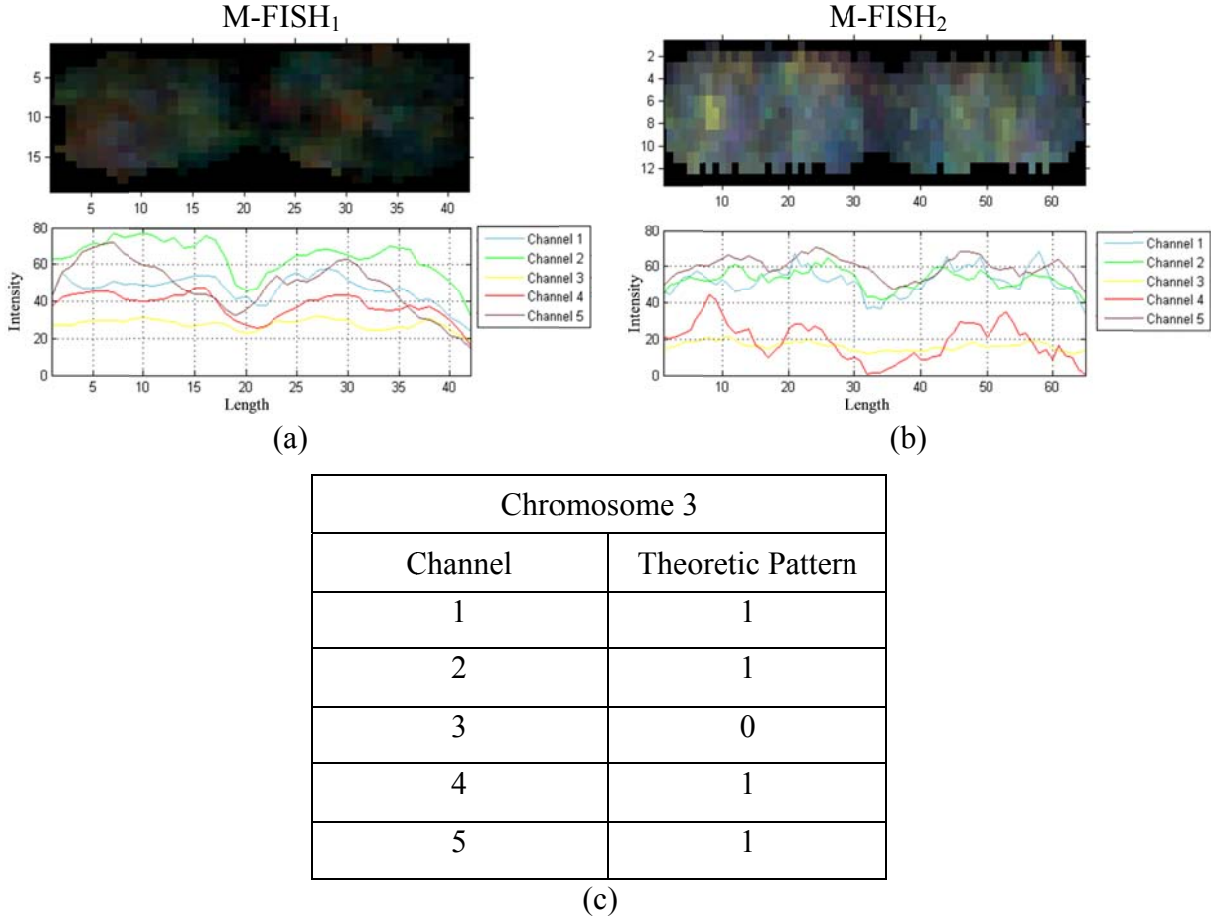 M-FISH₁
M-FISH₂
5
10
15
5 10 15 20 25 30 35 40
2
4
6
8
10
12
10 20 30 40 50 60
80
60
40
20
0
Intensity
5 10 15 20 25 30 35 40
Length
Channel 1
Channel 2
Channel 3
Channel 4
Channel 5
80
60
40
20
0
Intensity
10 20 30 40 50 60
Length
Channel 1
Channel 2
Channel 3
Channel 4
Channel 5
(a)
(b)
Chromosome 3
Channel Theoretic Pattern
1 1
2 1
3 0
4 1
5 1
(c)